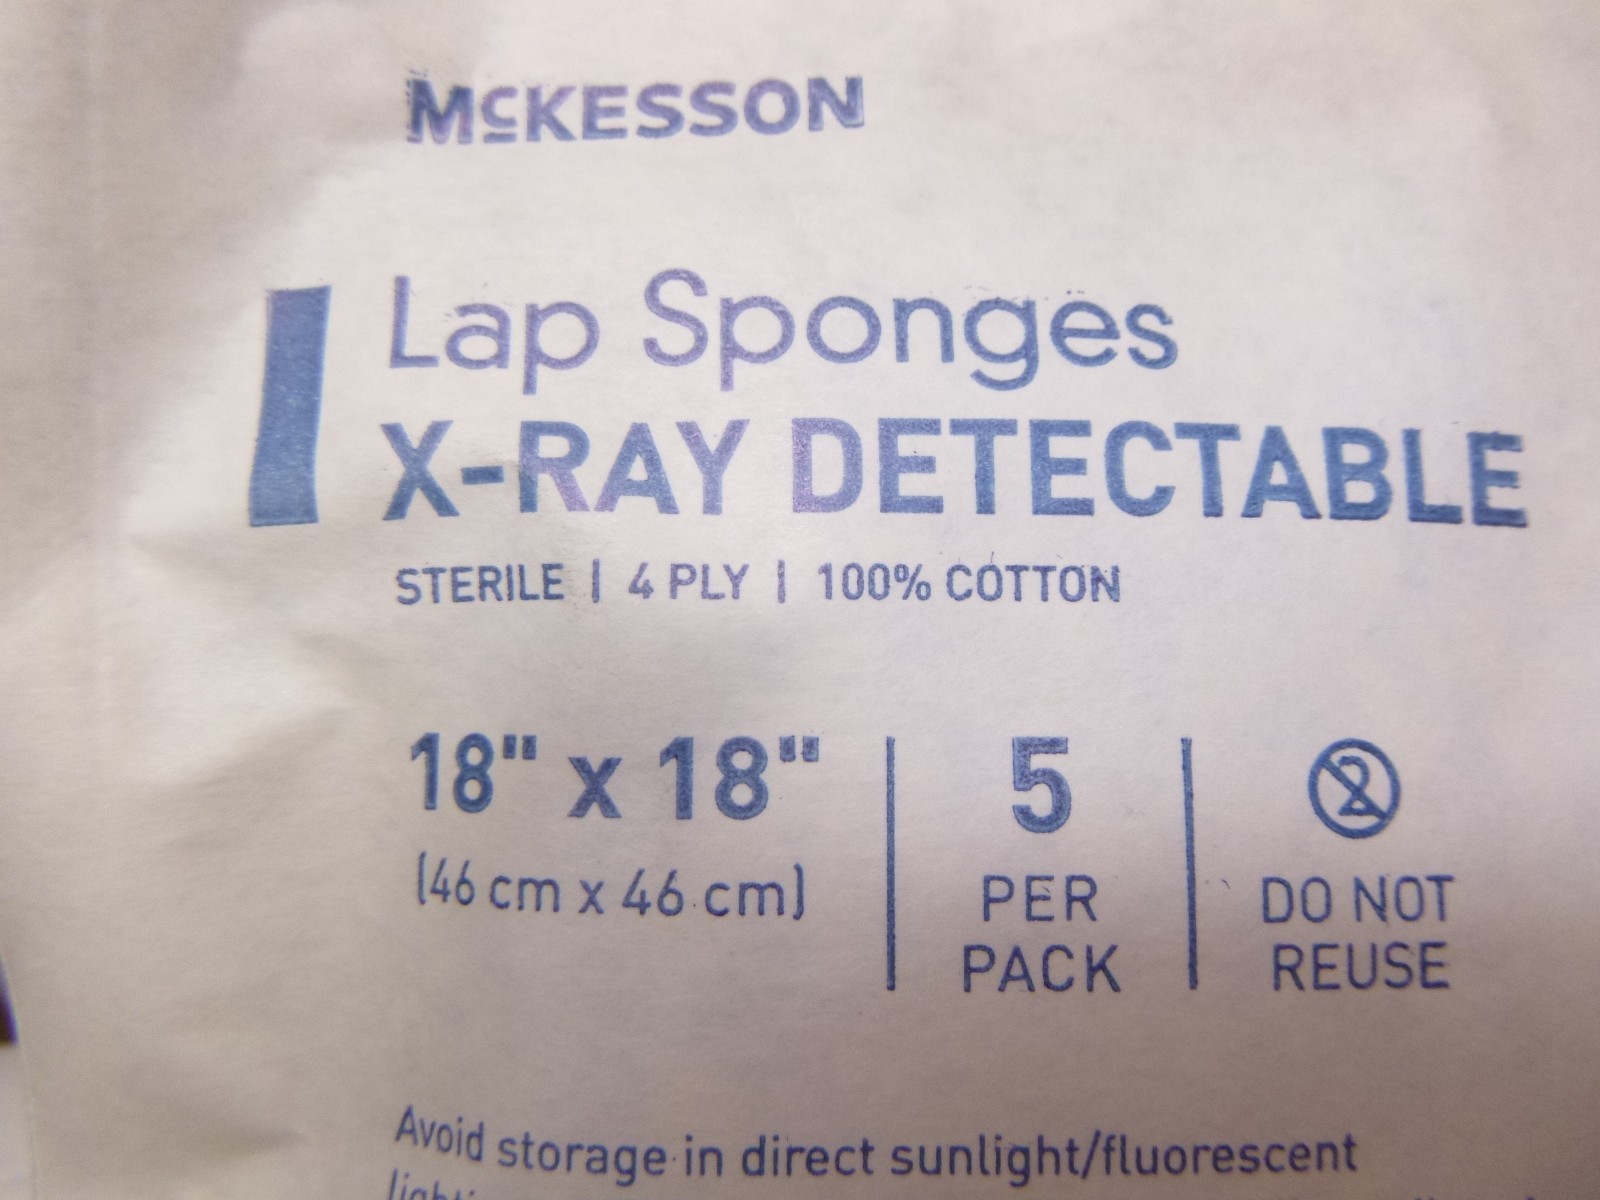 McKESSON
Lap Sponges
X-RAY DETECTABLE
STERILE | 4 PLY | 100% COTTON
18" x 18"
(46 cm x 46 cm)
5
PER
PACK
2
DO NOT
REUSE
Avoid storage in direct sunlight/fluorescent